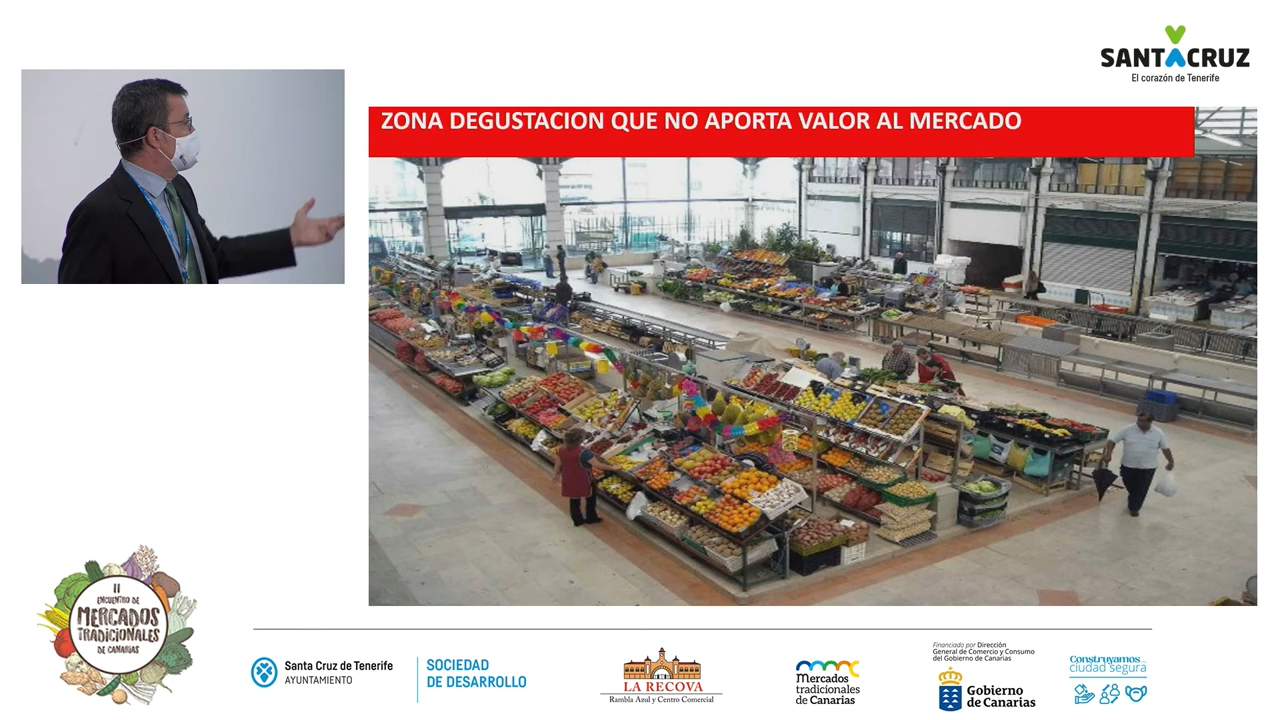 SANTACRUZ
El corazón de Tenerife
ZONA DEGUSTACION QUE NO APORTA VALOR AL MERCADO
II
ENCUENTRO DE
MERCADOS
TRADICIONALES
DE CANARIAS
Santa Cruz de Tenerife
AYUNTAMIENTO
SOCIEDAD
DE DESARROLLO
LA RECOVA
Rambla Azul y Centro Comercial
Mercados
tradicionales
de Canarias
Financiado por Dirección
General de Comercio y Consumo
del Gobierno de Canarias
Gobierno
de Canarias
Construyamos
ciudad segura